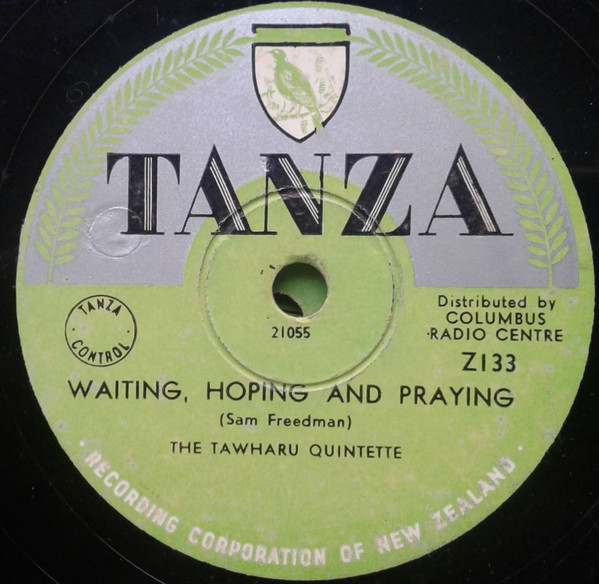 TANZA
21055
TANZA
CONTROL
Distributed by
COLUMBUS
·RADIO CENTRE
Z133
WAITING, HOPING AND PRAYING
(Sam Freedman)
THE TAWHARU QUINTETTE
· RECORDING CORPORATION OF NEW ZEALAND ·